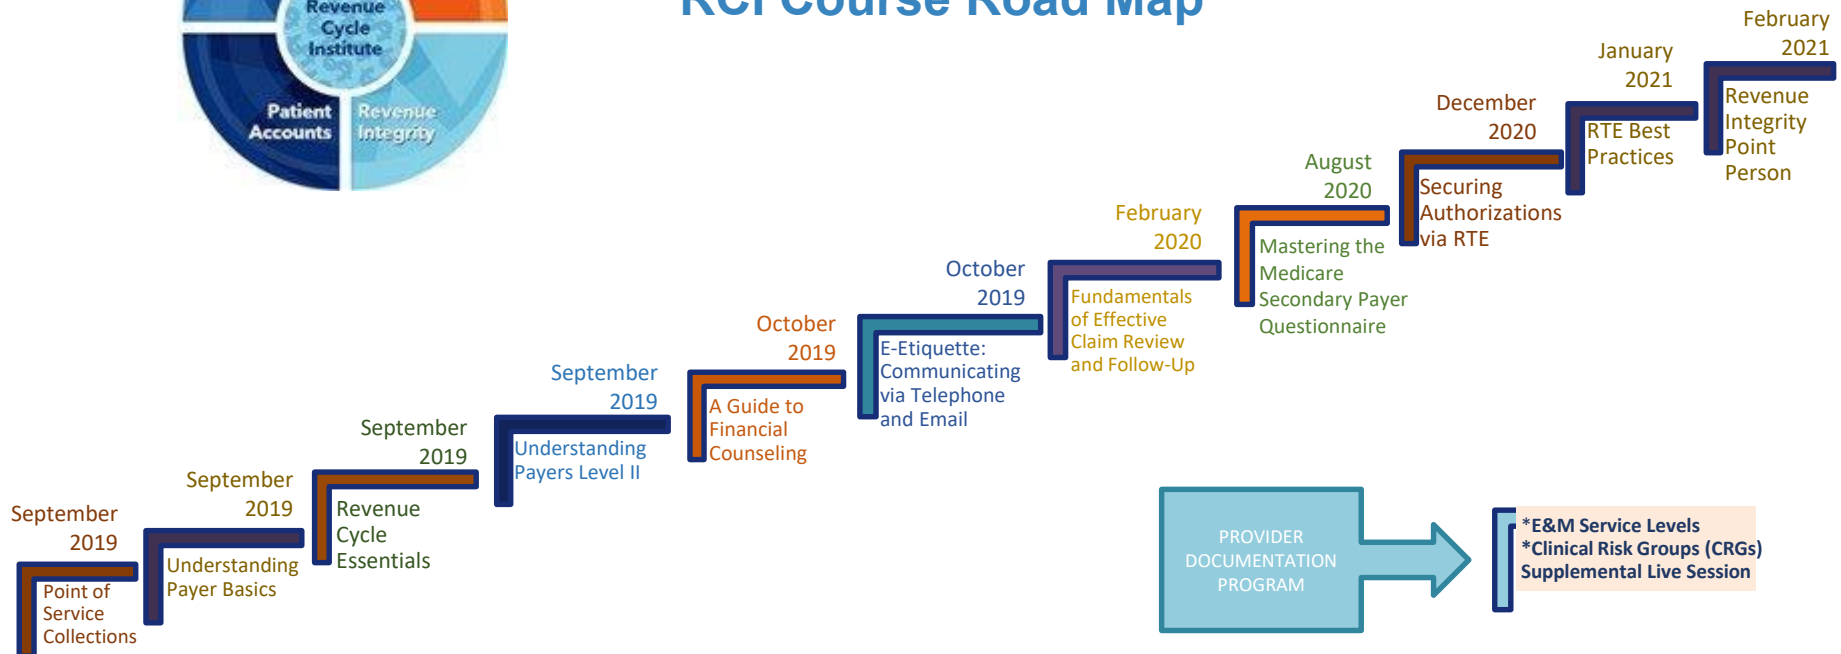 RCI Course Road Map
Revenue
Cycle
Institute
Patient
Accounts
Revenue
Integrity
September
2019
Point of
Service
Collections
September
2019
Understanding
Payer Basics
September
2019
Revenue
Cycle
Essentials
September
2019
Understanding
Payers Level II
October
2019
A Guide to
Financial
Counseling
October
2019
E-Etiquette:
Communicating
via Telephone
and Email
February
2020
Fundamentals
of Effective
Claim Review
and Follow-Up
August
2020
Mastering the
Medicare
Secondary Payer
Questionnaire
December
2020
Securing
Authorizations
via RTE
January
2021
RTE Best
Practices
February
2021
Revenue
Integrity
Point
Person
PROVIDER
DOCUMENTATION
PROGRAM
*E&M Service Levels
*Clinical Risk Groups (CRGs)
Supplemental Live Session